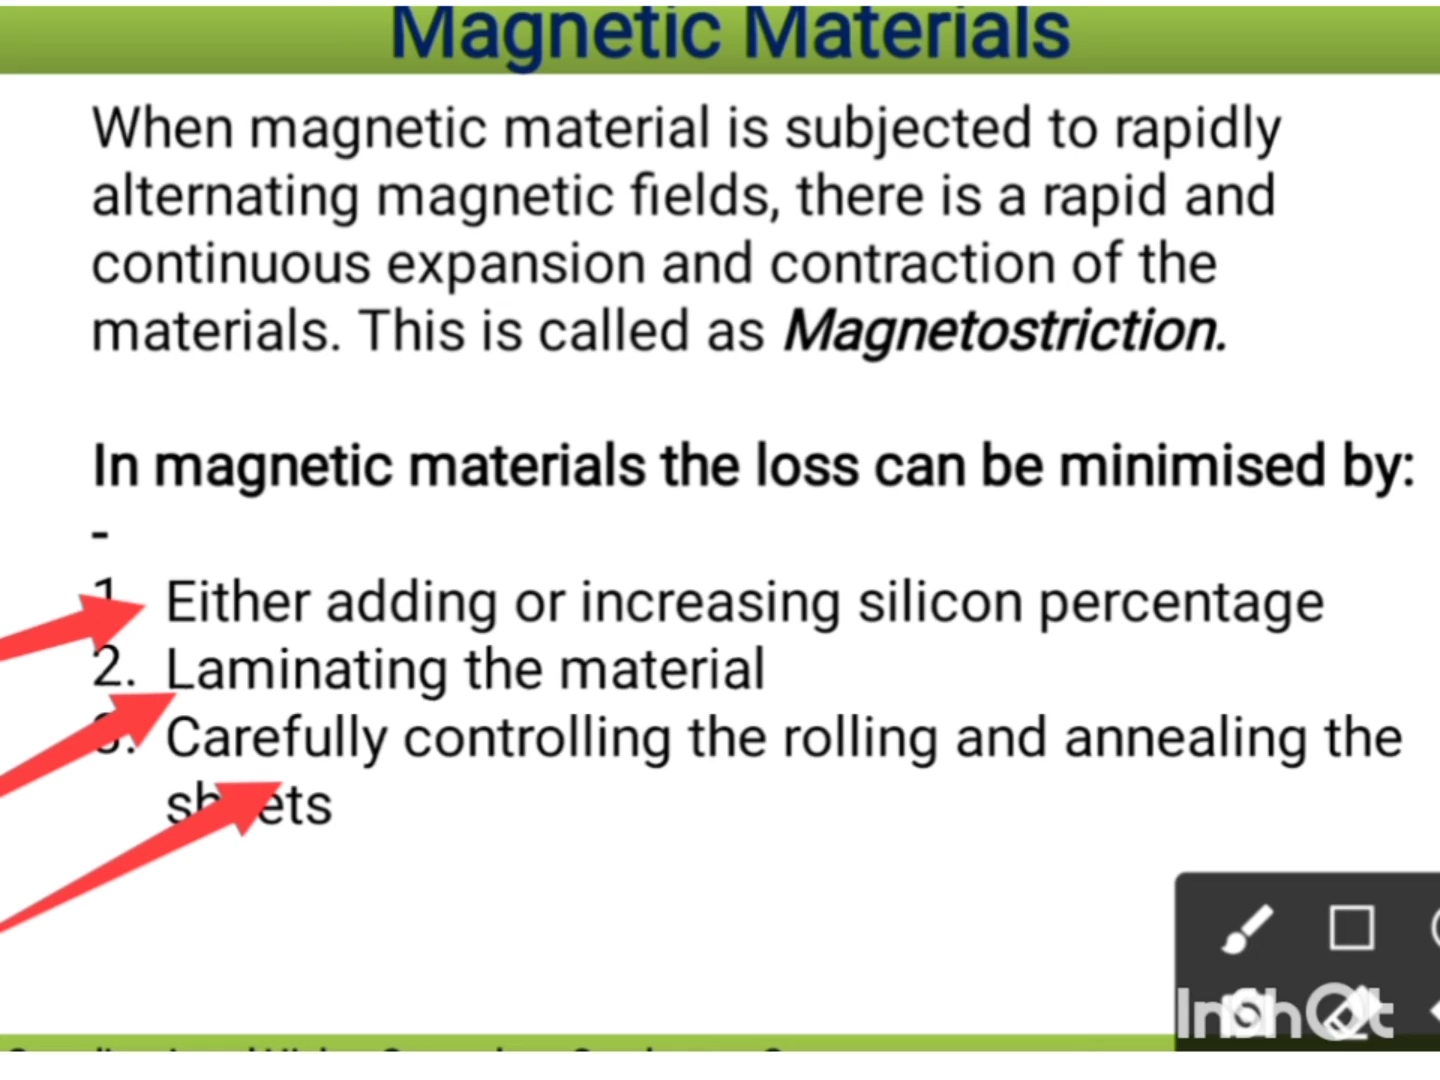 Magnetic Materials
When magnetic material is subjected to rapidly
alternating magnetic fields, there is a rapid and
continuous expansion and contraction of the
materials. This is called as Magnetostriction.
In magnetic materials the loss can be minimised by:
-
1. Either adding or increasing silicon percentage
2. Laminating the material
3. Carefully controlling the rolling and annealing the
sheets
InShOt